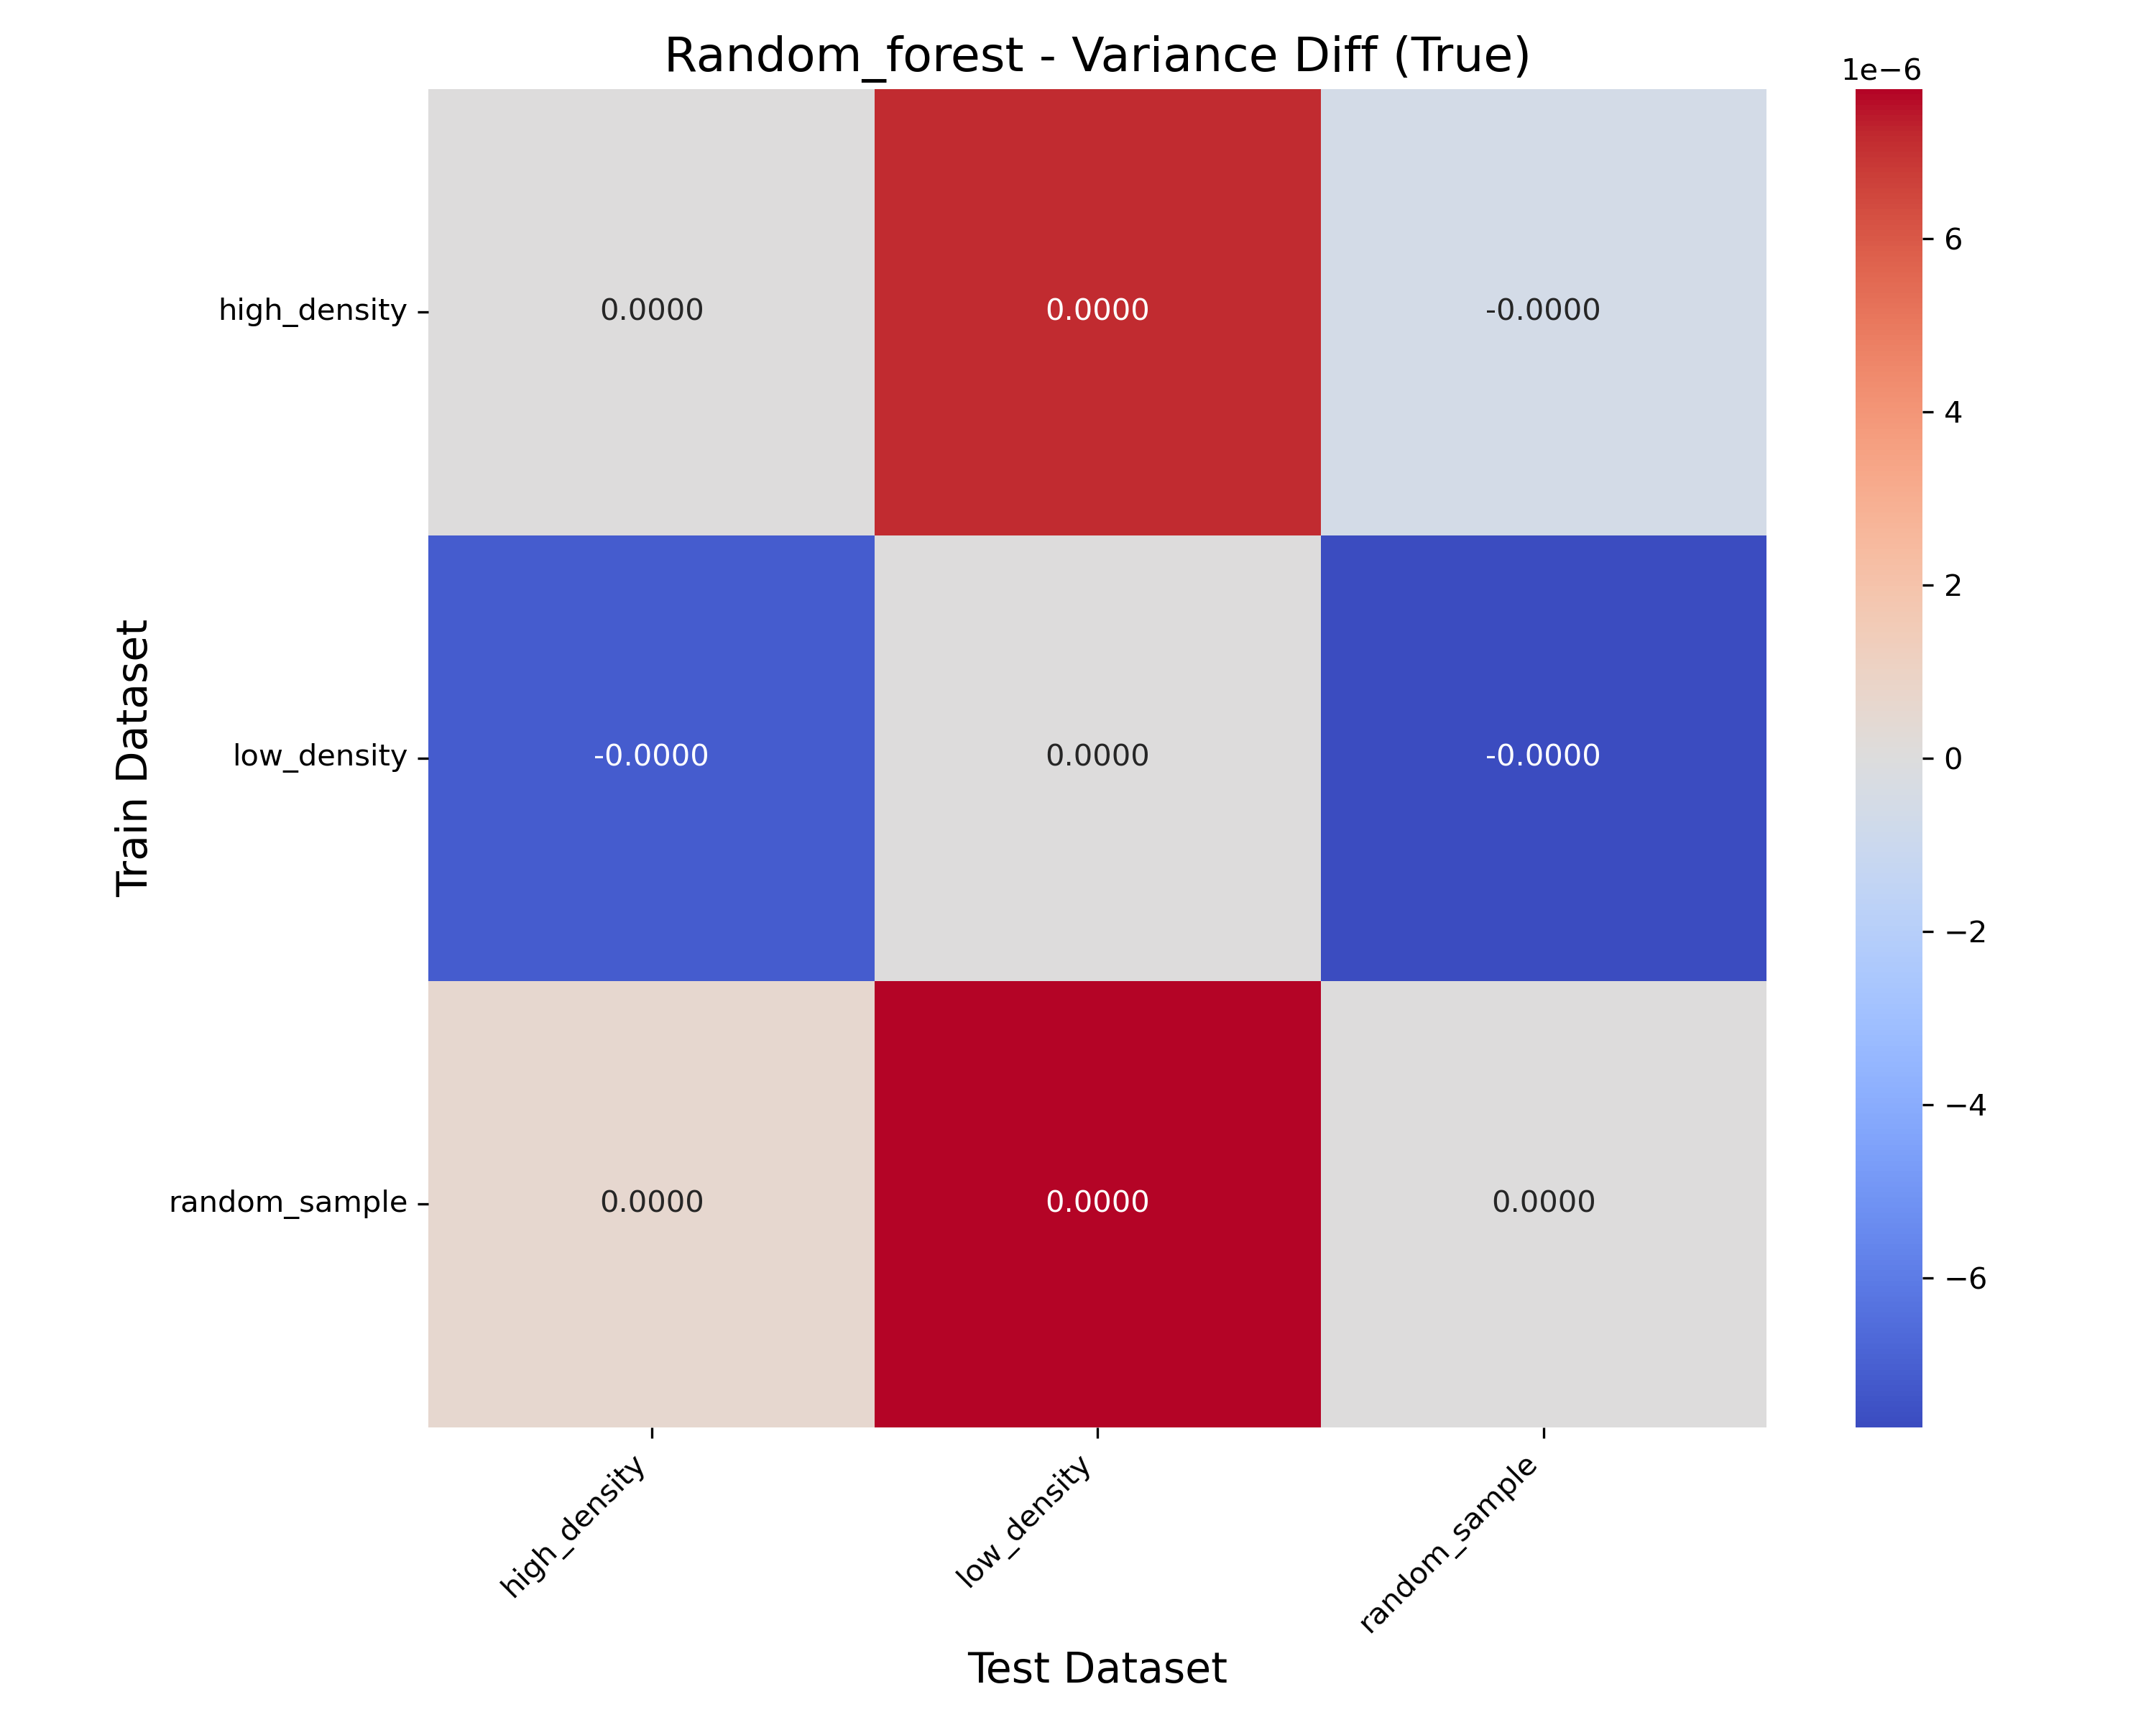 Random_forest - Variance Diff (True)
1e−6
high_density
0.0000
0.0000
-0.0000
low_density
-0.0000
0.0000
-0.0000
random_sample
0.0000
0.0000
0.0000
Train Dataset
high_density
low_density
random_sample
Test Dataset
6
4
2
0
−2
−4
−6